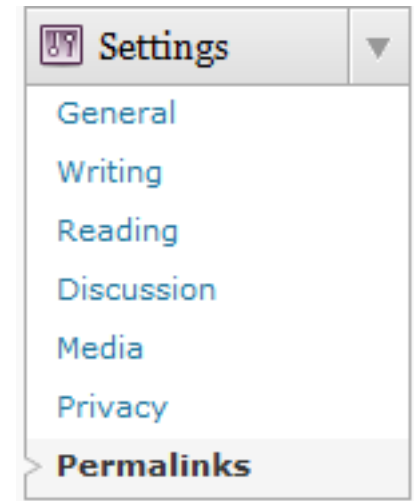 Settings
General
Writing
Reading
Discussion
Media
Privacy
Permalinks